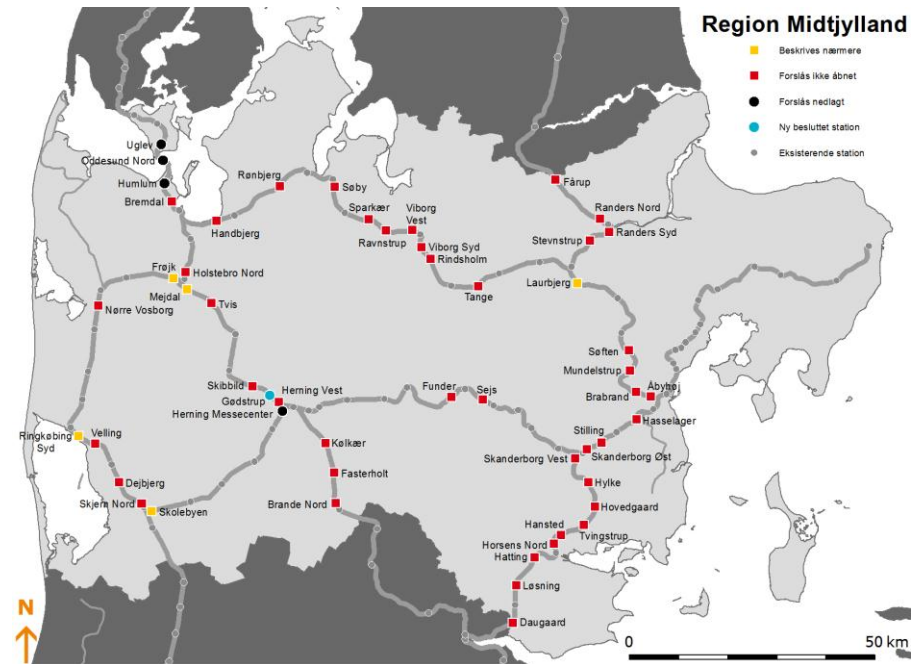 Region Midtjylland
Beskrives nærmere
Forslås ikke åbnet
Forslås nedlagt
Ny besluttet station
Eksisterende station
Uglev
Oddesund Nord
Humlum
Bremdal
Rønbjerg
Søby
Handbjerg
Sparkær
Ravnstrup
Viborg
Vest
Viborg Syd
Rindsholm
Fårup
Randers Nord
Randers Syd
Stevnstrup
Frøjk
Holstebro Nord
Mejdal
Tvis
Nørre Vosborg
Tange
Laurbjerg
Søften
Mundelstrup
Åbyhøj
Brabrand
Hasselager
Skibbild
Herning Vest
Gødstrup
Herning Messecenter
Funder
Sejs
Stilling
Skanderborg Øst
Skanderborg Vest
Ringkøbing
Syd
Velling
Kølkær
Dejbjerg
Fasterholt
Hylke
Skjern Nord
Skolebyen
Brande Nord
Hovedgaard
Hansted
Tvingstrup
Horsens Nord
Hatting
Løsning
Daugaard
N
0
50 km